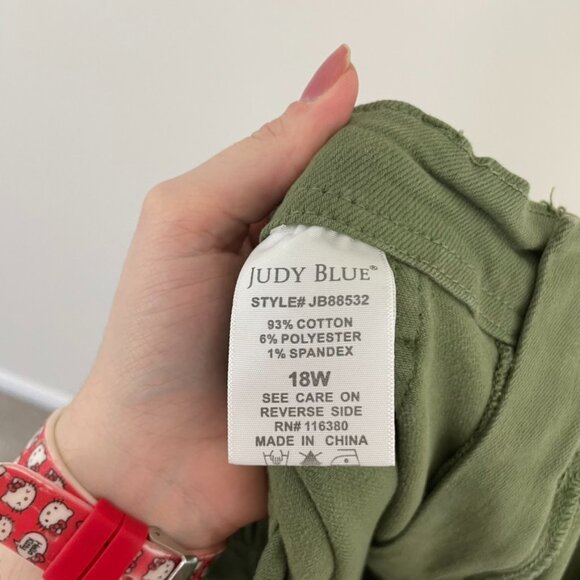 JUDY BLUE®
STYLE# JB88532
93% COTTON
6% POLYESTER
1% SPANDEX
18W
SEE CARE ON
REVERSE SIDE
RN# 116380
MADE IN CHINA